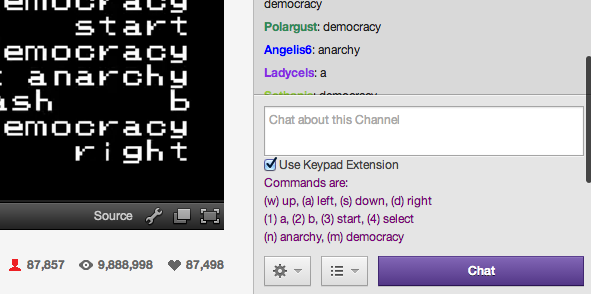 emocracy
start
emocracy
anarchy
ash b
emocracy
right
Source
87,857 9,888,998 87,498
democracy
Polargust: democracy
Angelis6: anarchy
Ladycels: a
democracy
Chat about this Channel
Use Keypad Extension
Commands are:
(w) up, (a) left, (s) down, (d) right
(1) a, (2) b, (3) start, (4) select
(n) anarchy, (m) democracy
Chat